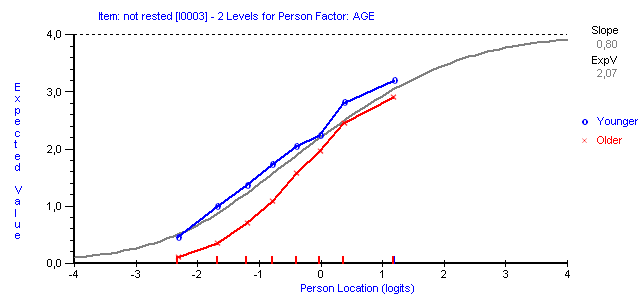 Item: not rested [I0003] - 2 Levels for Person Factor: AGE
Slope
0,80
ExpV
2,07
Younger
Older
Expected Value
4,0
3,0
2,0
1,0
0,0
-4 -3 -2 -1 0 1 2 3 4
Person Location (logits)